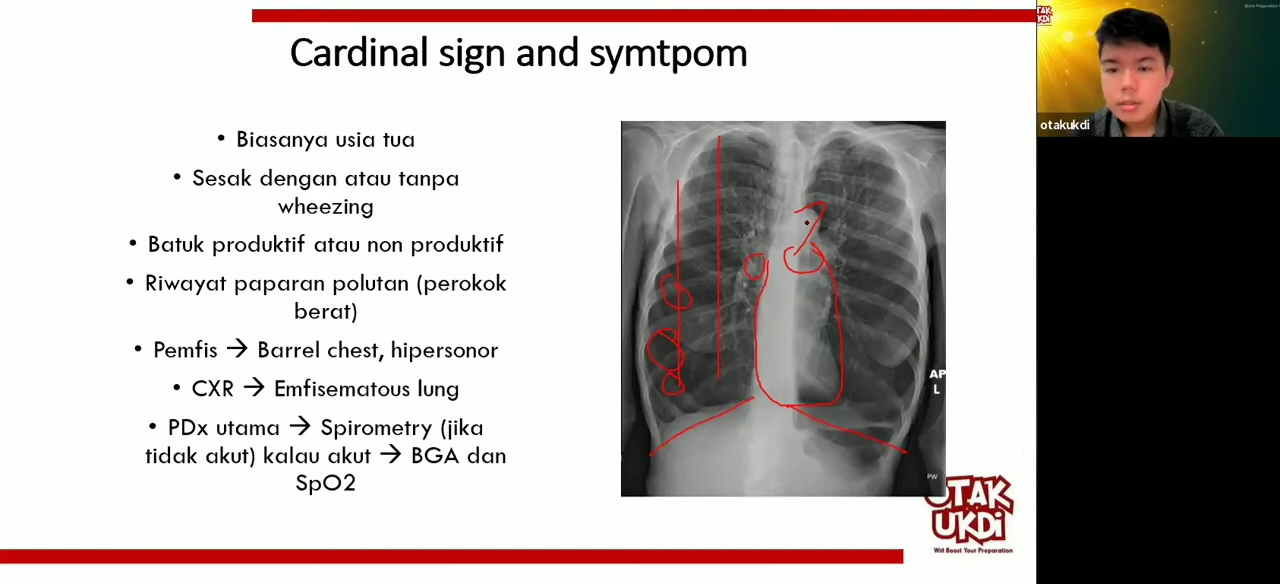 Cardinal sign and symtpom
• Biasanya usia tua
• Sesak dengan atau tanpa
wheezing
• Batuk produktif atau non produktif
• Riwayat paparan polutan (perokok
berat)
• Pemfis → Barrel chest, hipersonor
• CXR → Emfisematous lung
• PDx utama → Spirometry (jika
tidak akut) kalau akut → BGA dan
SpO2
AP
L
PW
OTAK
UKDi
Will Boost Your Preparation
otakukdi